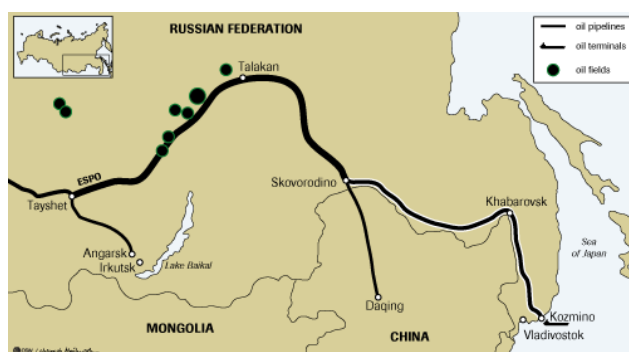 RUSSIAN FEDERATION
oil pipelines
oil terminals
oil fields
Talakan
ESPO
Skovorodino
Tayshet
Khabarovsk
Angarsk
Irkutsk
Lake Baikal
Sea
of
Japan
Daqing
Kozmino
MONGOLIA
CHINA
Vladivostok